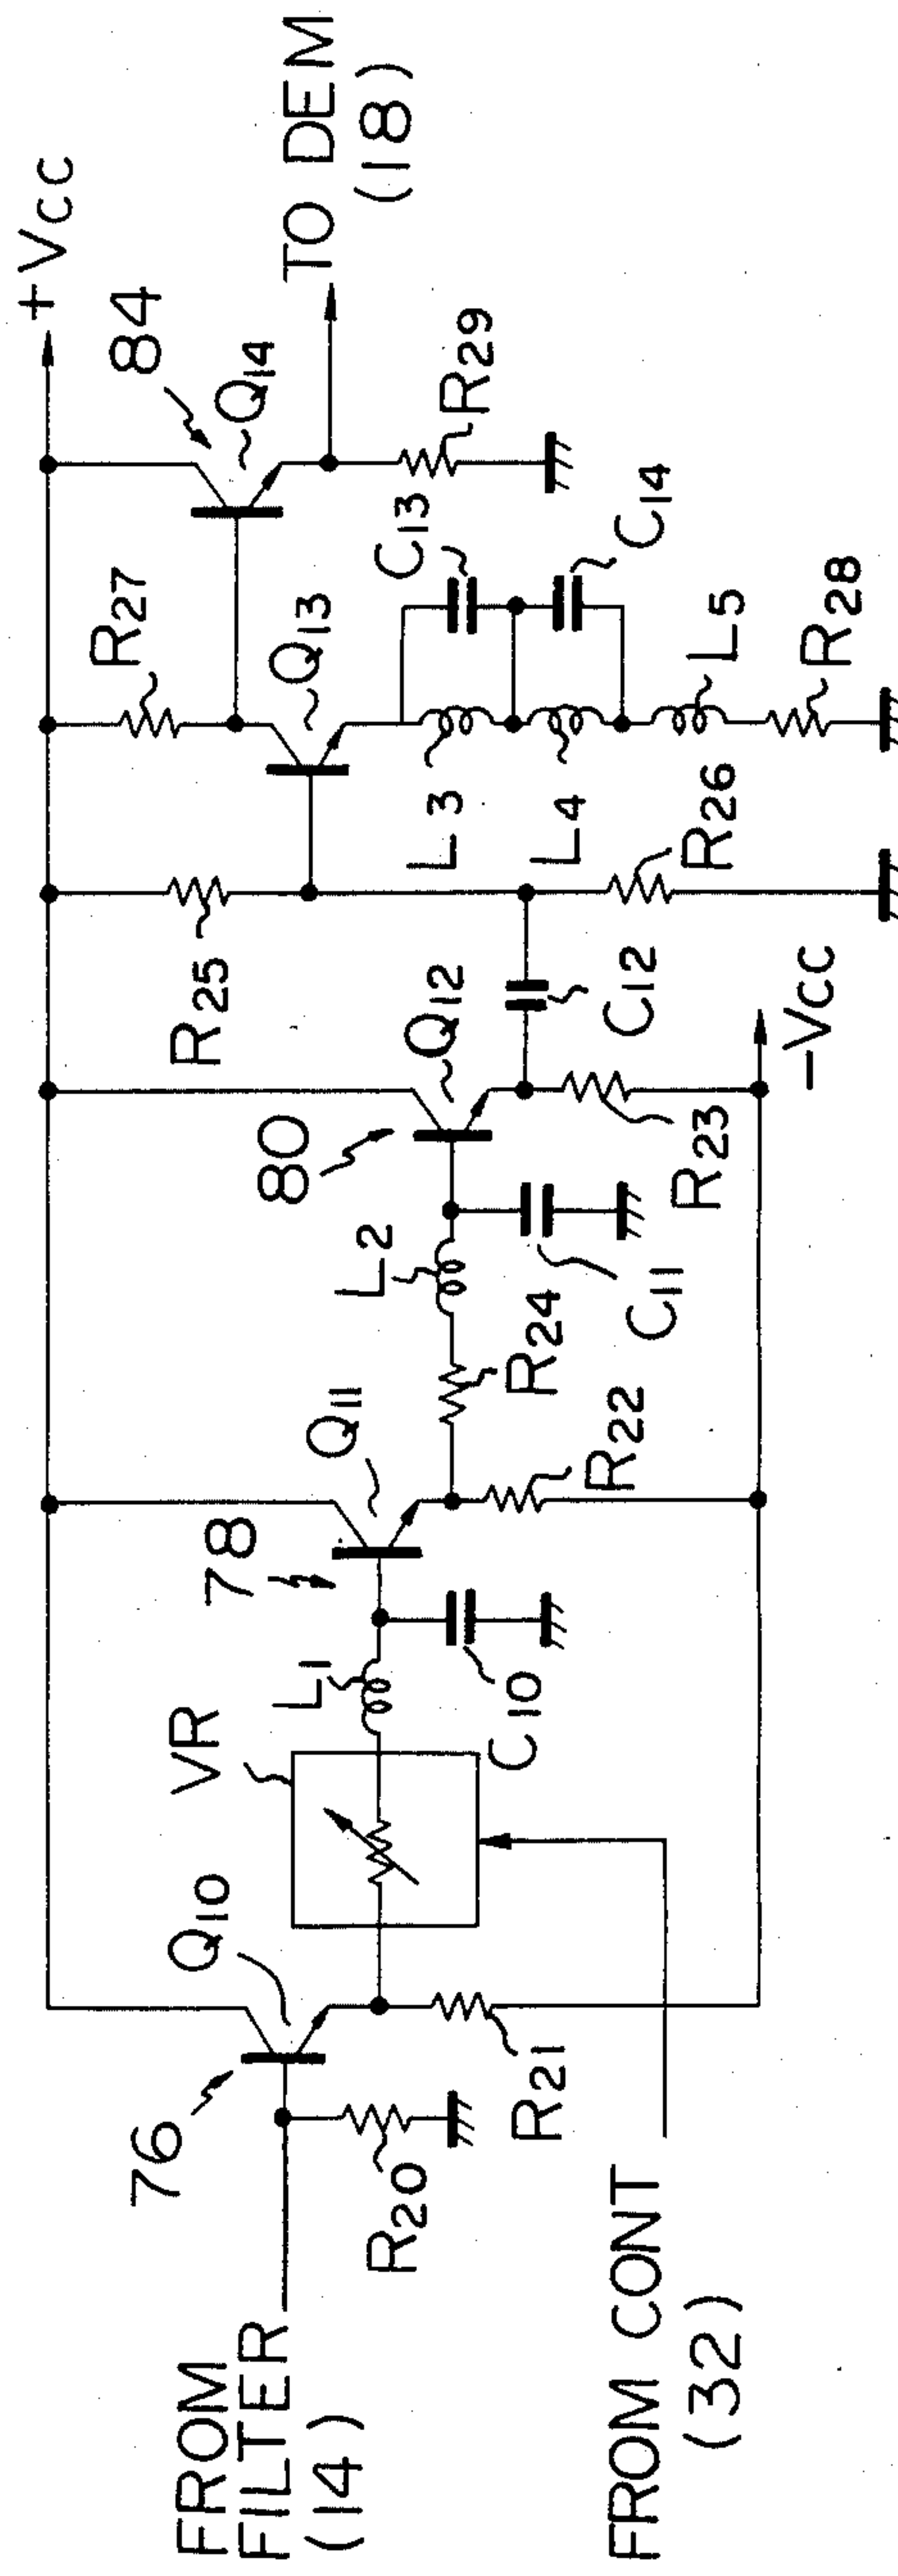 FROM
FILTER
(14)
76
Q10
R20
R21
FROM CONT
(32)
VR
L1
C10
78
Q11
R22
R24
L2
C11
80
Q12
R23
C12
-Vcc
R25
R26
R27
Q13
L3
L4
L5
R28
C13
C14
84
Q14
R29
+Vcc
TO DEM
(18)